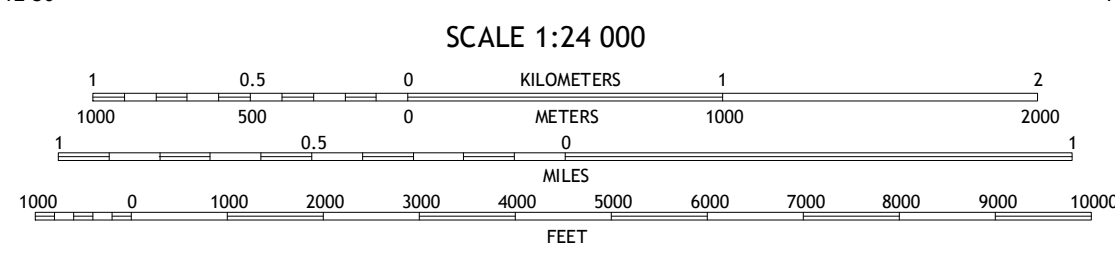 SCALE 1:24 000
1 0.5 0 KILOMETERS 1 2
1000 500 0 METERS 1000 2000
1 0.5 0 1
MILES
1000 0 1000 2000 3000 4000 5000 6000 7000 8000 9000 10000
FEET